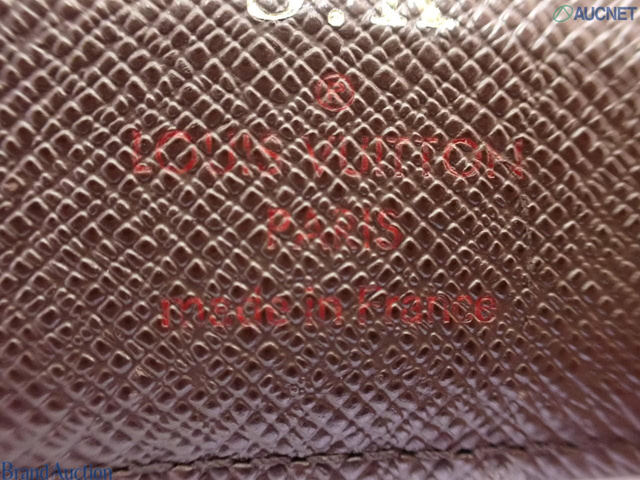 AUCNET
®
LOUIS VUITTON
PARIS
made in France
Brand Auction